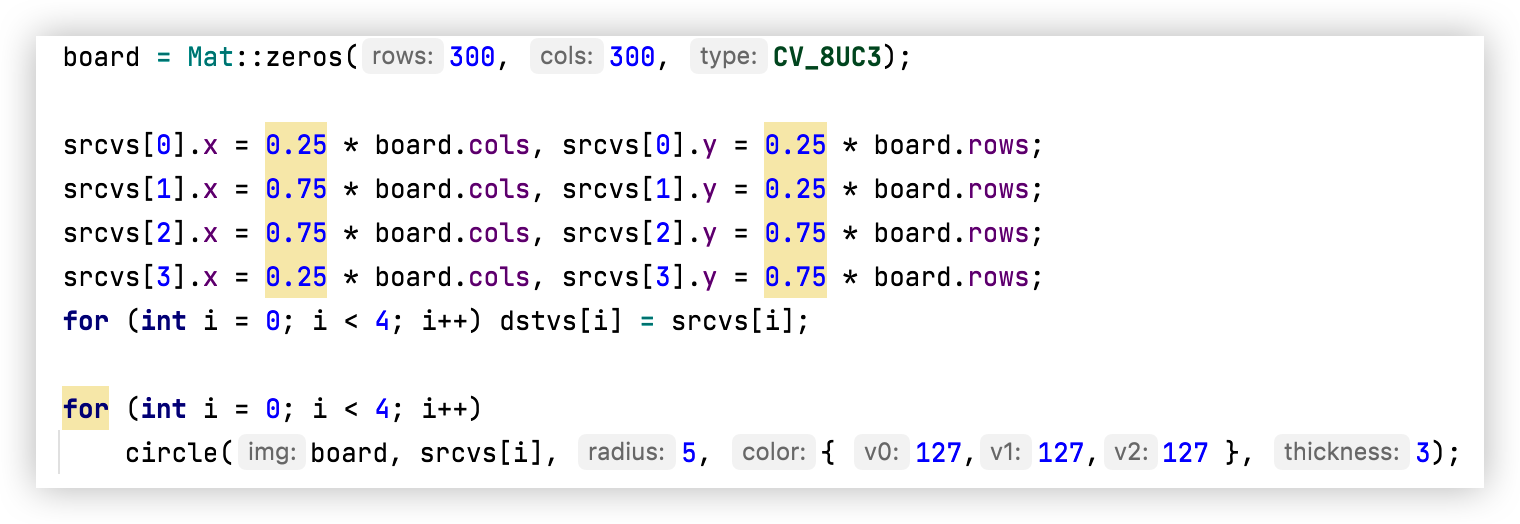 board = Mat::zeros( rows: 300, cols: 300, type: CV_8UC3);
srcvs[0].x = 0.25 * board.cols, srcvs[0].y = 0.25 * board.rows;
srcvs[1].x = 0.75 * board.cols, srcvs[1].y = 0.25 * board.rows;
srcvs[2].x = 0.75 * board.cols, srcvs[2].y = 0.75 * board.rows;
srcvs[3].x = 0.25 * board.cols, srcvs[3].y = 0.75 * board.rows;
for (int i = 0; i < 4; i++) dstvs[i] = srcvs[i];
for (int i = 0; i < 4; i++)
circle( img: board, srcvs[i], radius: 5, color: { v0: 127, v1: 127, v2: 127 }, thickness: 3);